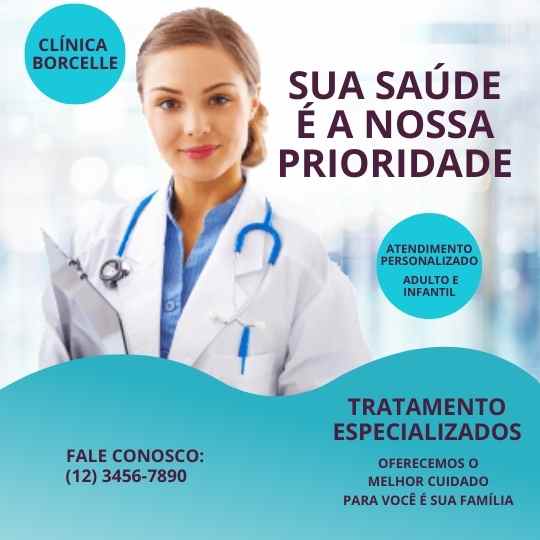 CLÍNICA
BORCELLE
SUA SAÚDE
É A NOSSA
PRIORIDADE
ATENDIMENTO
PERSONALIZADO
ADULTO E
INFANTIL
TRATAMENTO
ESPECIALIZADOS
OFERECEMOS O
MELHOR CUIDADO
PARA VOCÊ É SUA FAMÍLIA
FALE CONOSCO:
(12) 3456-7890